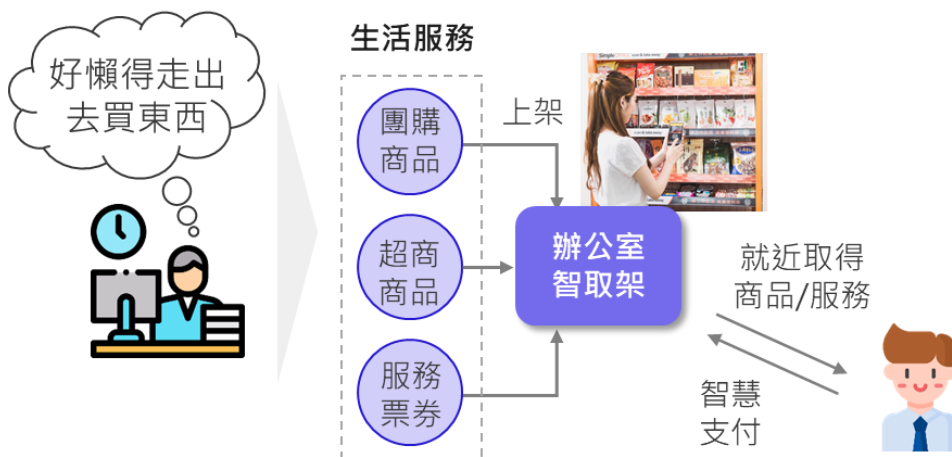 好懶得走出
去買東西
生活服務
團購
商品
超商
商品
服務
票券
上架
辦公室
智取架
就近取得
商品/服務
智慧
支付